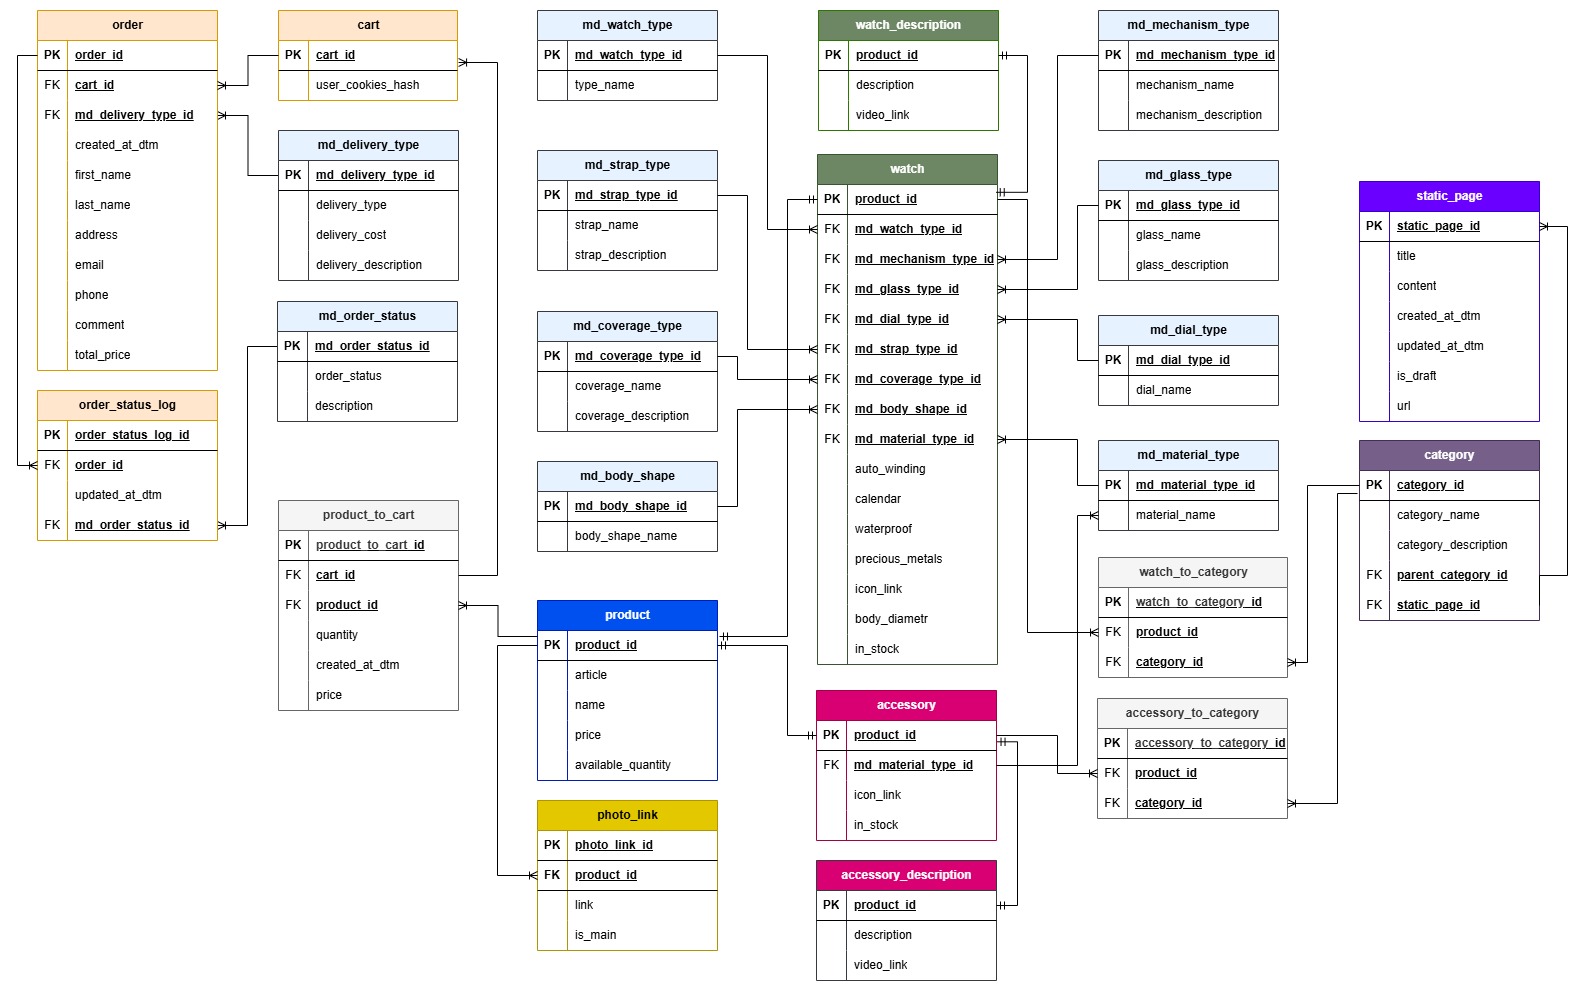 order
PK order_id
FK cart_id
FK md_delivery_type_id
created_at_dtm
first_name
last_name
address
email
phone
comment
total_price
order_status_log
PK order_status_log_id
FK order_id
updated_at_dtm
FK md_order_status_id
cart
PK cart_id
user_cookies_hash
md_delivery_type
PK md_delivery_type_id
delivery_type
delivery_cost
delivery_description
md_order_status
PK md_order_status_id
order_status
description
product_to_cart
PK product_to_cart_id
FK cart_id
FK product_id
quantity
created_at_dtm
price
md_watch_type
PK md_watch_type_id
type_name
md_strap_type
PK md_strap_type_id
strap_name
strap_description
md_coverage_type
PK md_coverage_type_id
coverage_name
coverage_description
md_body_shape
PK md_body_shape_id
body_shape_name
product
PK product_id
article
name
price
available_quantity
photo_link
PK photo_link_id
FK product_id
link
is_main
watch_description
PK product_id
description
video_link
watch
PK product_id
FK md_watch_type_id
FK md_mechanism_type_id
FK md_glass_type_id
FK md_dial_type_id
FK md_strap_type_id
FK md_coverage_type_id
FK md_body_shape_id
FK md_material_type_id
auto_winding
calendar
waterproof
precious_metals
icon_link
body_diametr
in_stock
accessory
PK product_id
FK md_material_type_id
icon_link
in_stock
accessory_description
PK product_id
description
video_link
md_mechanism_type
PK md_mechanism_type_id
mechanism_name
mechanism_description
md_glass_type
PK md_glass_type_id
glass_name
glass_description
md_dial_type
PK md_dial_type_id
dial_name
md_material_type
PK md_material_type_id
material_name
watch_to_category
PK watch_to_category_id
FK product_id
FK category_id
accessory_to_category
PK accessory_to_category_id
FK product_id
FK category_id
static_page
PK static_page_id
title
content
created_at_dtm
updated_at_dtm
is_draft
url
category
PK category_id
category_name
category_description
FK parent_category_id
FK static_page_id